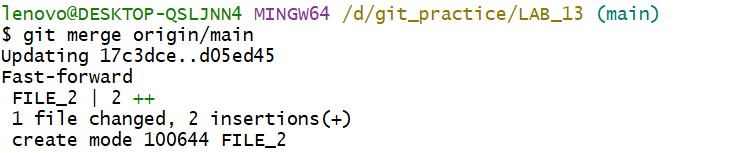 lenovo@DESKTOP-QSLJNN4 MINGW64 /d/git_practice/LAB_13 (main)
$ git merge origin/main
Updating 17c3dce..d05ed45
Fast-forward
 FILE_2 | 2 ++
 1 file changed, 2 insertions(+)
 create mode 100644 FILE_2